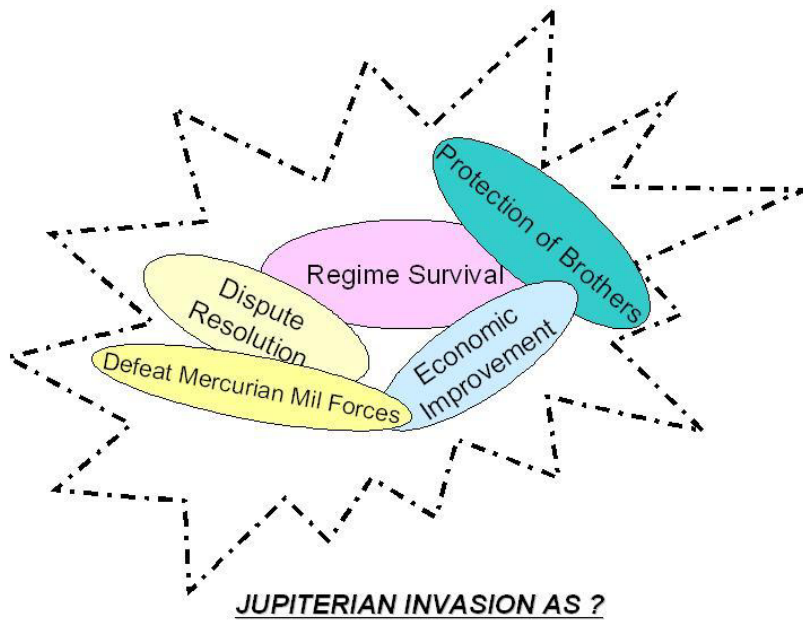 Protection of Brothers
Regime Survival
Dispute
Resolution
Economic
Improvement
Defeat Mercurian Mil Forces
JUPITERIAN INVASION AS ?